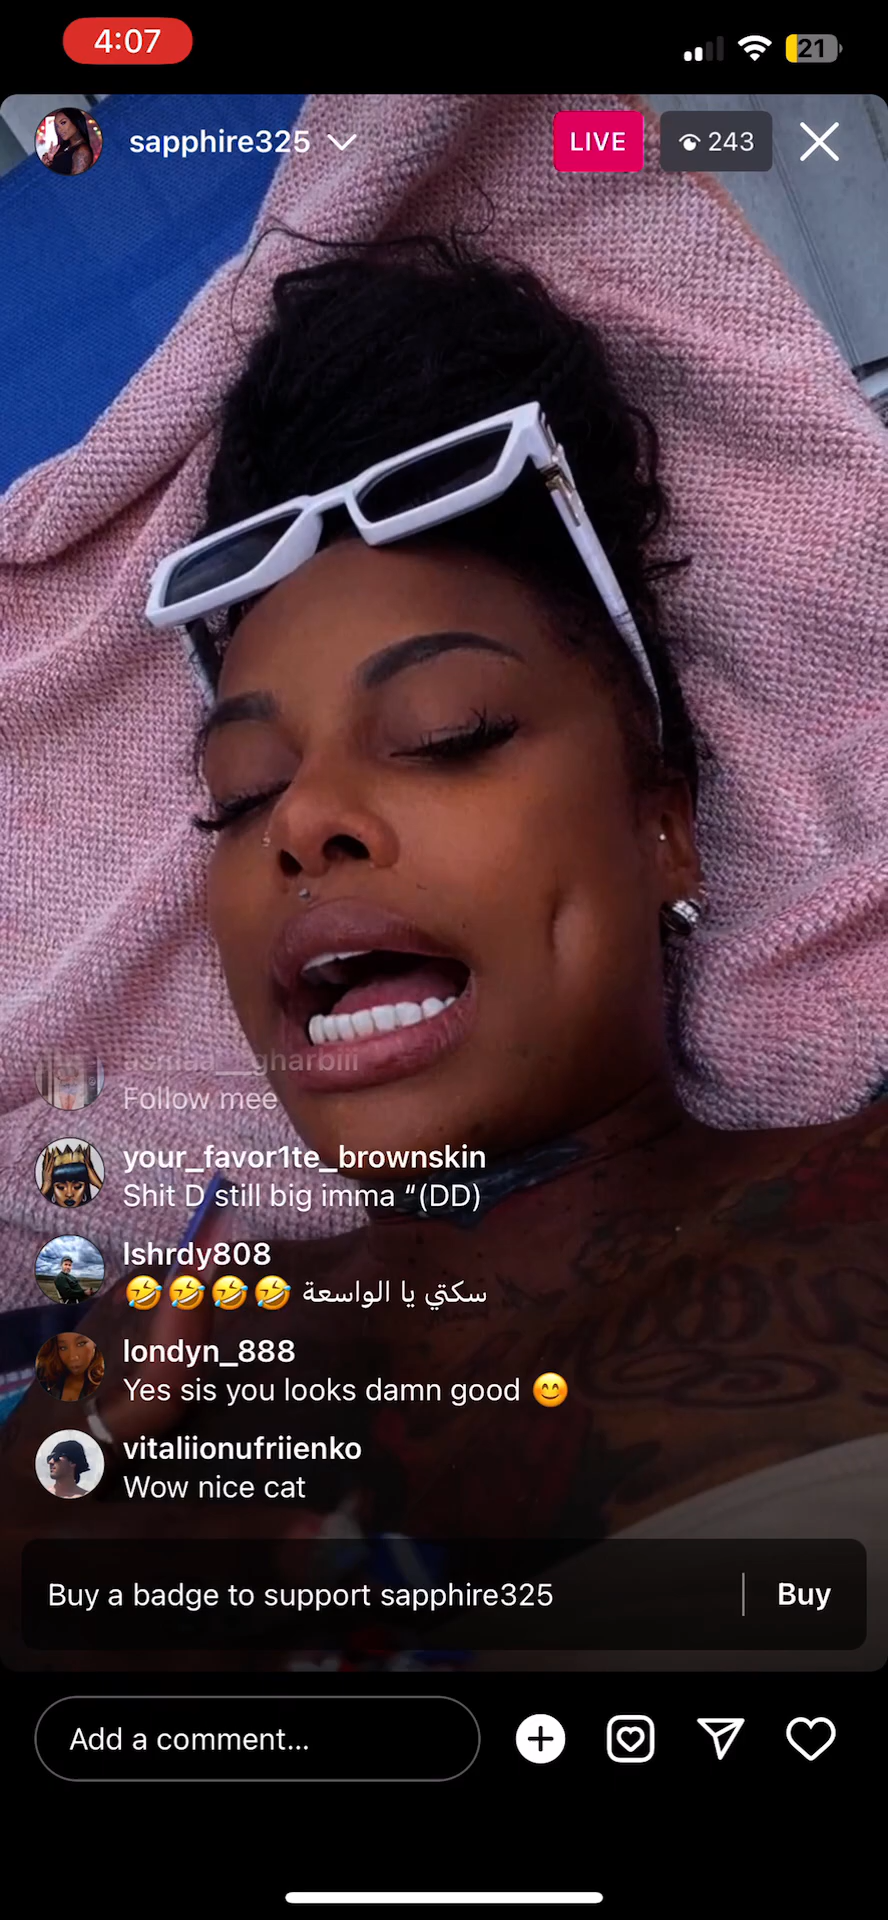 4:07
21
sapphire325
LIVE
243
asmaa__gharbiii
Follow mee
your_favor1te_brownskin
Shit D still big imma “(DD)
lshrdy808
🤣🤣🤣🤣 سكتي يا الواسعة
londyn_888
Yes sis you looks damn good 😊
vitaliionufriienko
Wow nice cat
Buy a badge to support sapphire325
Buy
Add a comment...